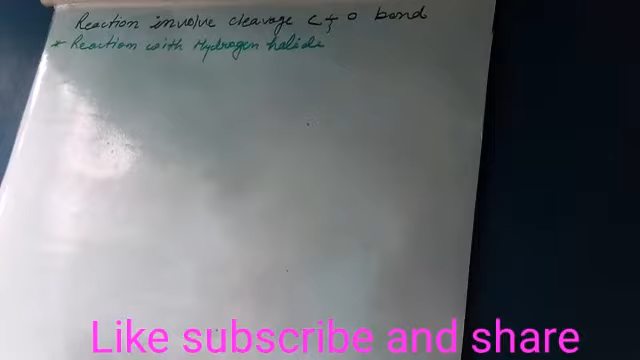 Reaction involve cleavage C ⌇ O bond
* Reaction with Hydrogen halide
Like subscribe and share